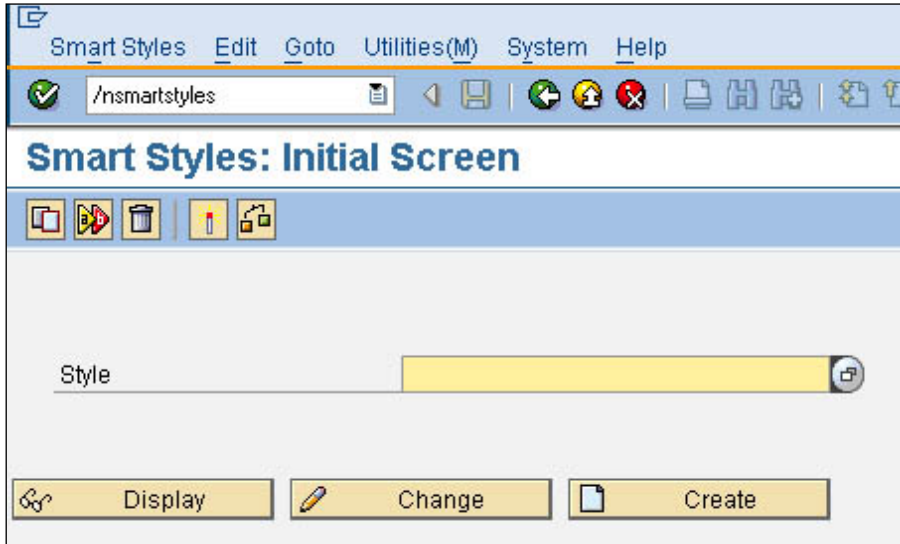 Smart Styles Edit Goto Utilities(M) System Help
/nsmartstyles
Smart Styles: Initial Screen
Style
Display Change Create